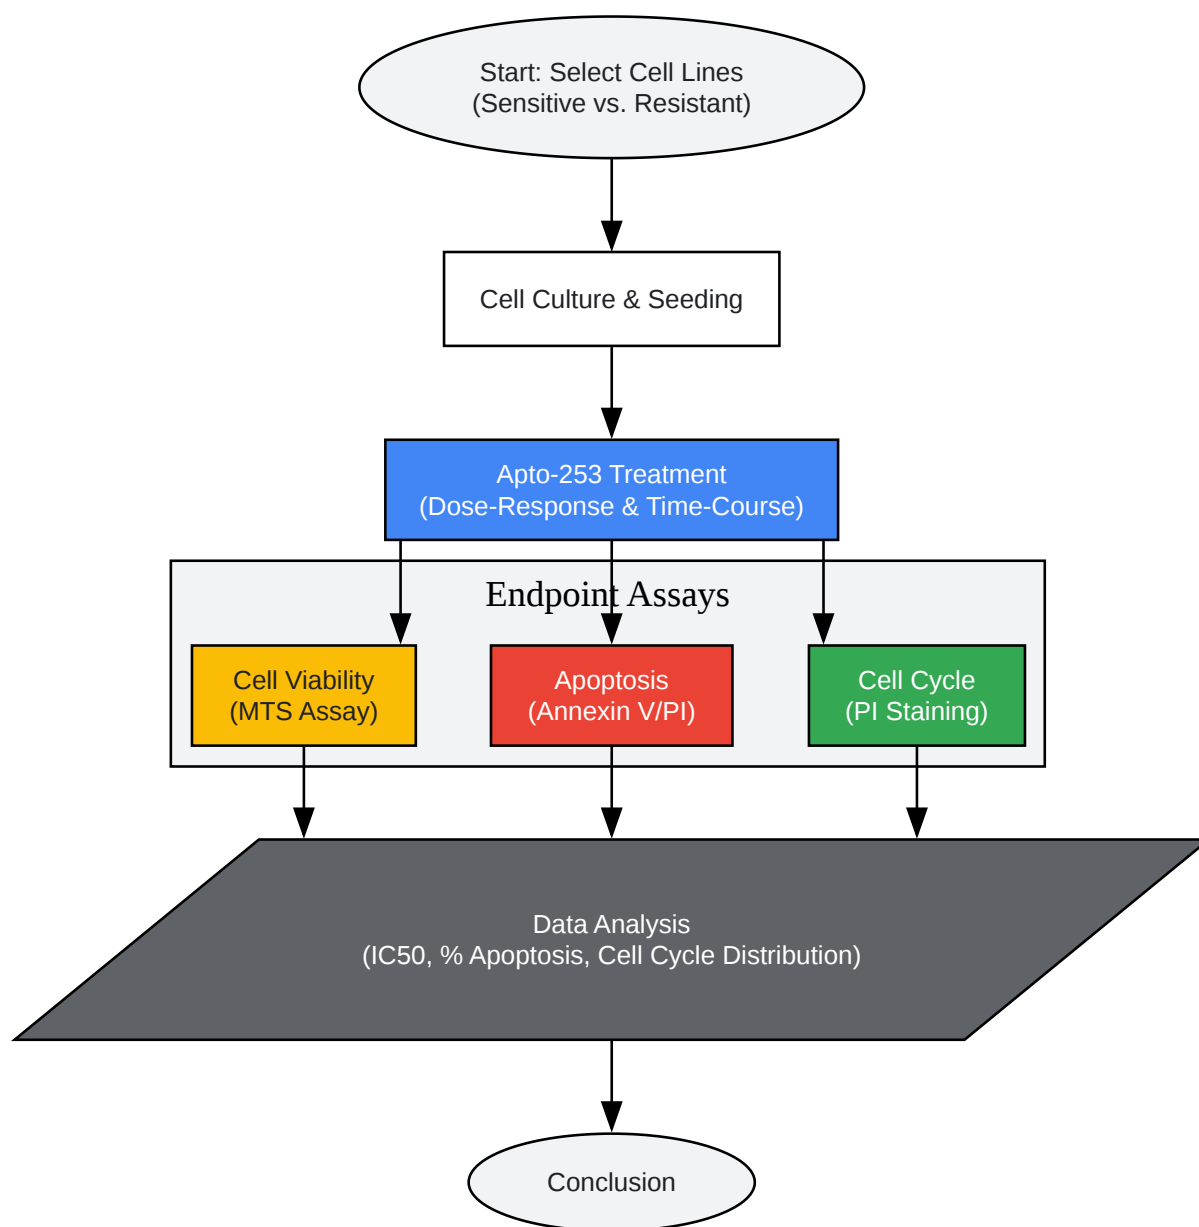 Start: Select Cell Lines
(Sensitive vs. Resistant)
Cell Culture & Seeding
Apto-253 Treatment
(Dose-Response & Time-Course)
Endpoint Assays
Cell Viability
(MTS Assay)
Apoptosis
(Annexin V/PI)
Cell Cycle
(PI Staining)
Data Analysis
(IC50, % Apoptosis, Cell Cycle Distribution)
Conclusion